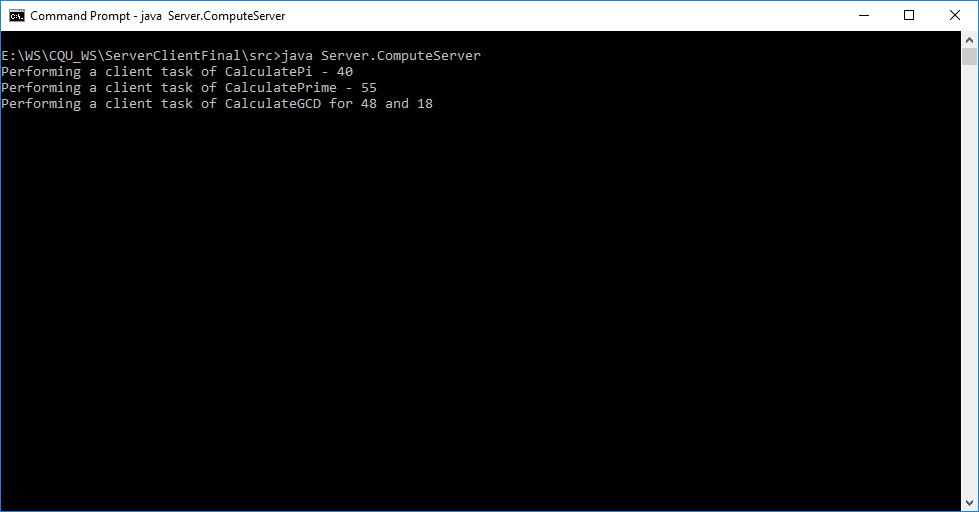 Command Prompt - java  Server.ComputeServer
E:\WS\CQU_WS\ServerClientFinal\src>java Server.ComputeServer
Performing a client task of CalculatePi - 40
Performing a client task of CalculatePrime - 55
Performing a client task of CalculateGCD for 48 and 18